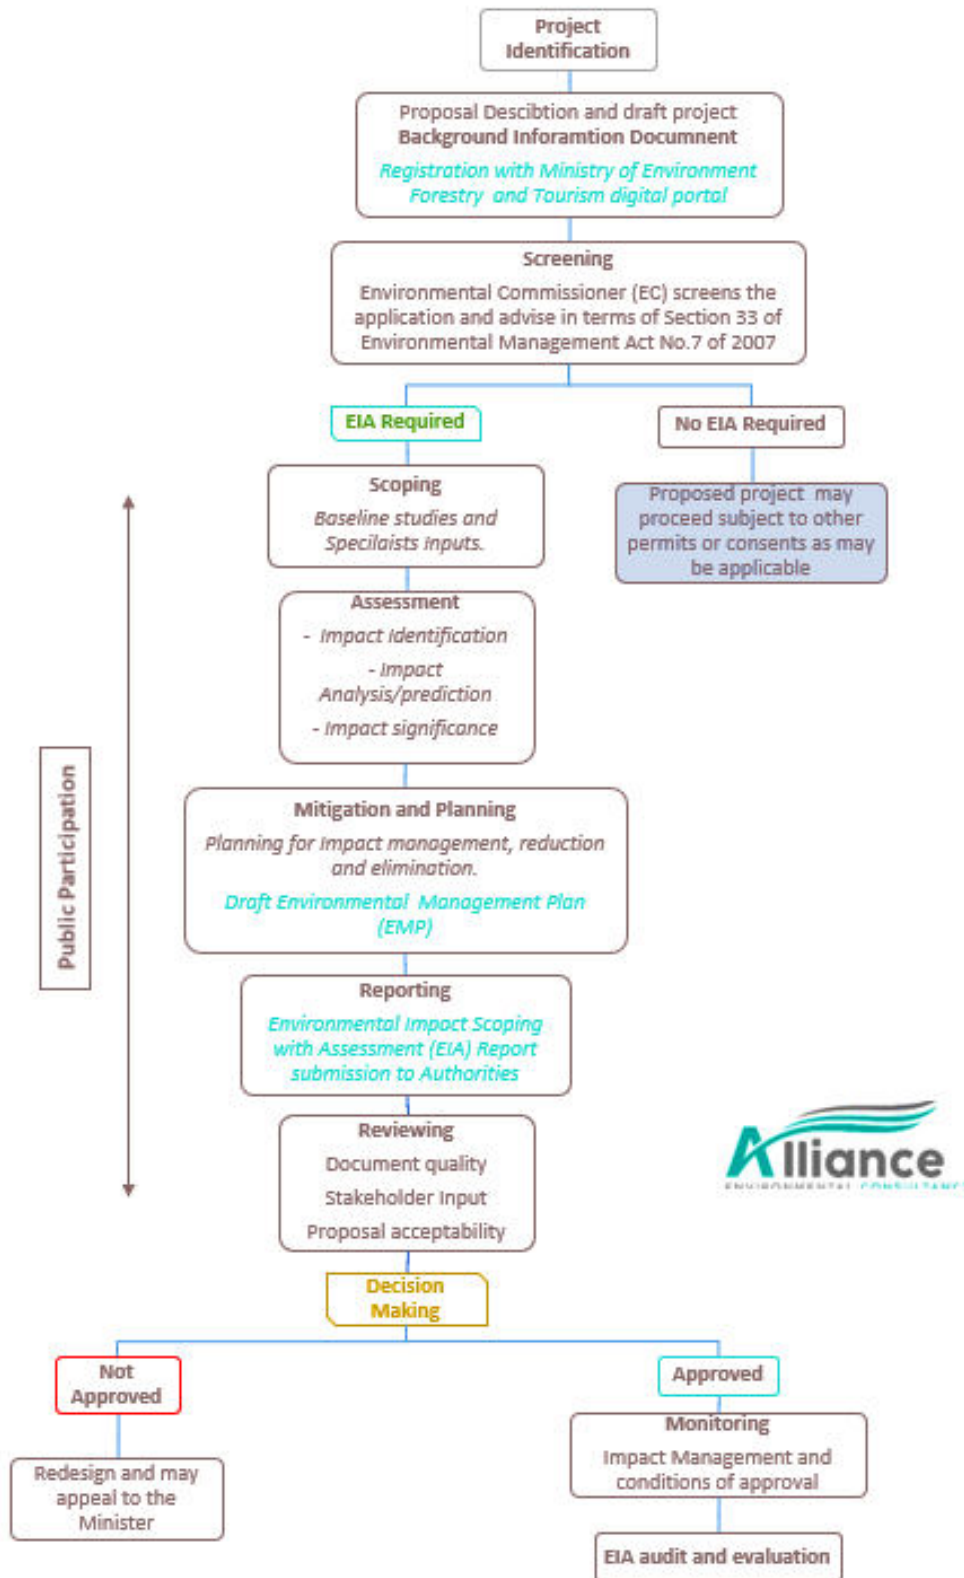 Project
Identification
Proposal Descibtion and draft project
Background Inforamtion Documnent
Registration with Ministry of Environment
Forestry and Tourism digital portal
Screening
Environmental Commissioner (EC) screens the
application and advise in terms of Section 33 of
Environmental Management Act No.7 of 2007
EIA Required
No EIA Required
Scoping
Baseline studies and
Specilaists Inputs.
Proposed project may
proceed subject to other
permits or consents as may
be applicable
Assessment
- Impact Identification
- Impact
Analysis/prediction
- Impact significance
Public Participation
Mitigation and Planning
Planning for Impact management, reduction
and elimination.
Draft Environmental Management Plan
(EMP)
Reporting
Environmental Impact Scoping
with Assessment (EIA) Report
submission to Authorities
Reviewing
Document quality
Stakeholder Input
Proposal acceptability
Alliance
ENVIRONMENTAL CONSULTANC
Decision
Making
Not
Approved
Approved
Redesign and may
appeal to the
Minister
Monitoring
Impact Management and
conditions of approval
EIA audit and evaluation